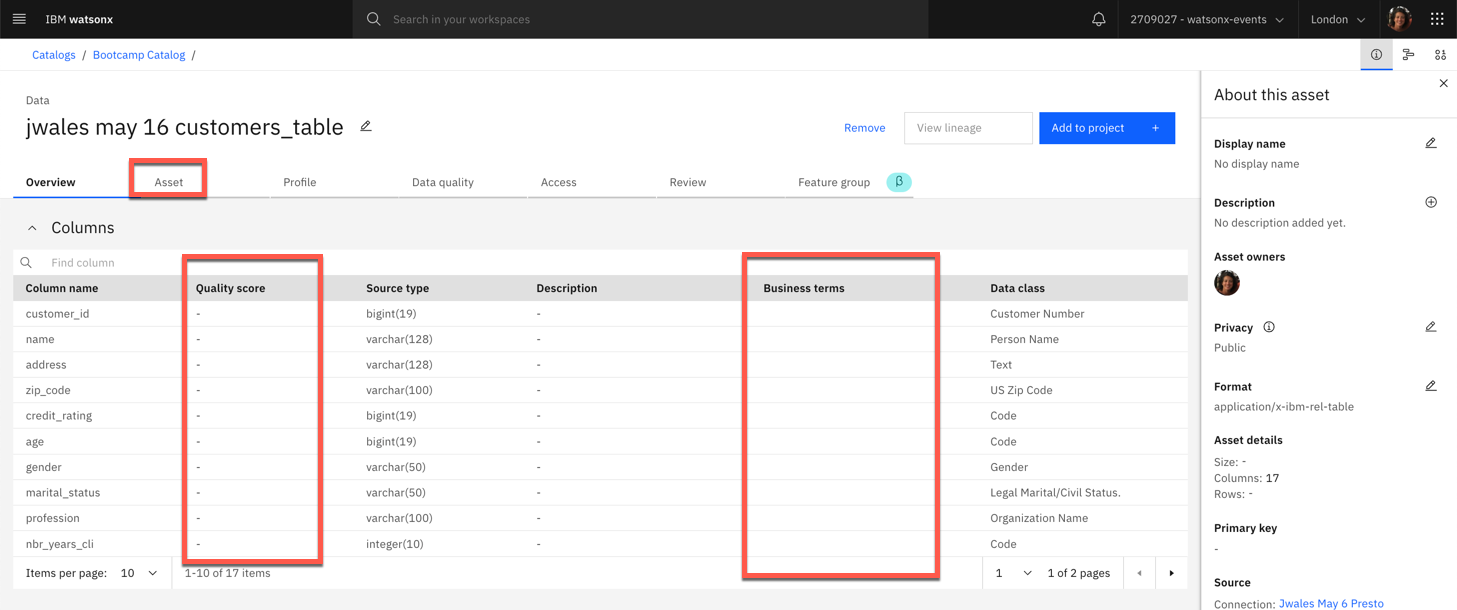 IBM watsonx
Search in your workspaces
2709027 - watsonx-events
London
Catalogs / Bootcamp Catalog /
Data
jwales may 16 customers_table
Remove
View lineage
Add to project +
Overview Asset Profile Data quality Access Review Feature group β
Columns
Find column
Column name Quality score Source type Description Business terms Data class
customer_id - bigint(19) - Customer Number
name - varchar(128) - Person Name
address - varchar(128) - Text
zip_code - varchar(100) - US Zip Code
credit_rating - bigint(19) - Code
age - bigint(19) - Code
gender - varchar(50) - Gender
marital_status - varchar(50) - Legal Marital/Civil Status.
profession - varchar(100) - Organization Name
nbr_years_cli - integer(10) - Code
Items per page: 10 1-10 of 17 items 1 1 of 2 pages
About this asset
Display name
No display name
Description
No description added yet.
Asset owners
Privacy
Public
Format
application/x-ibm-rel-table
Asset details
Size: -
Columns: 17
Rows: -
Primary key
-
Source
Connection: Jwales May 6 Presto